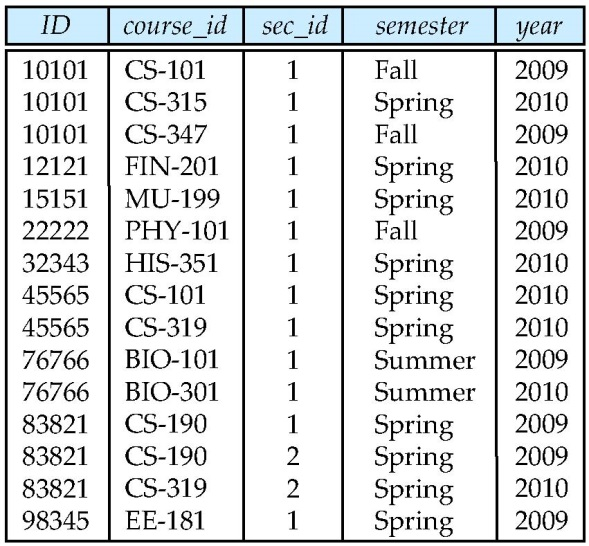 ID course_id sec_id semester year
10101 CS-101 1 Fall 2009
10101 CS-315 1 Spring 2010
10101 CS-347 1 Fall 2009
12121 FIN-201 1 Spring 2010
15151 MU-199 1 Spring 2010
22222 PHY-101 1 Fall 2009
32343 HIS-351 1 Spring 2010
45565 CS-101 1 Spring 2010
45565 CS-319 1 Spring 2010
76766 BIO-101 1 Summer 2009
76766 BIO-301 1 Summer 2010
83821 CS-190 1 Spring 2009
83821 CS-190 2 Spring 2009
83821 CS-319 2 Spring 2010
98345 EE-181 1 Spring 2009